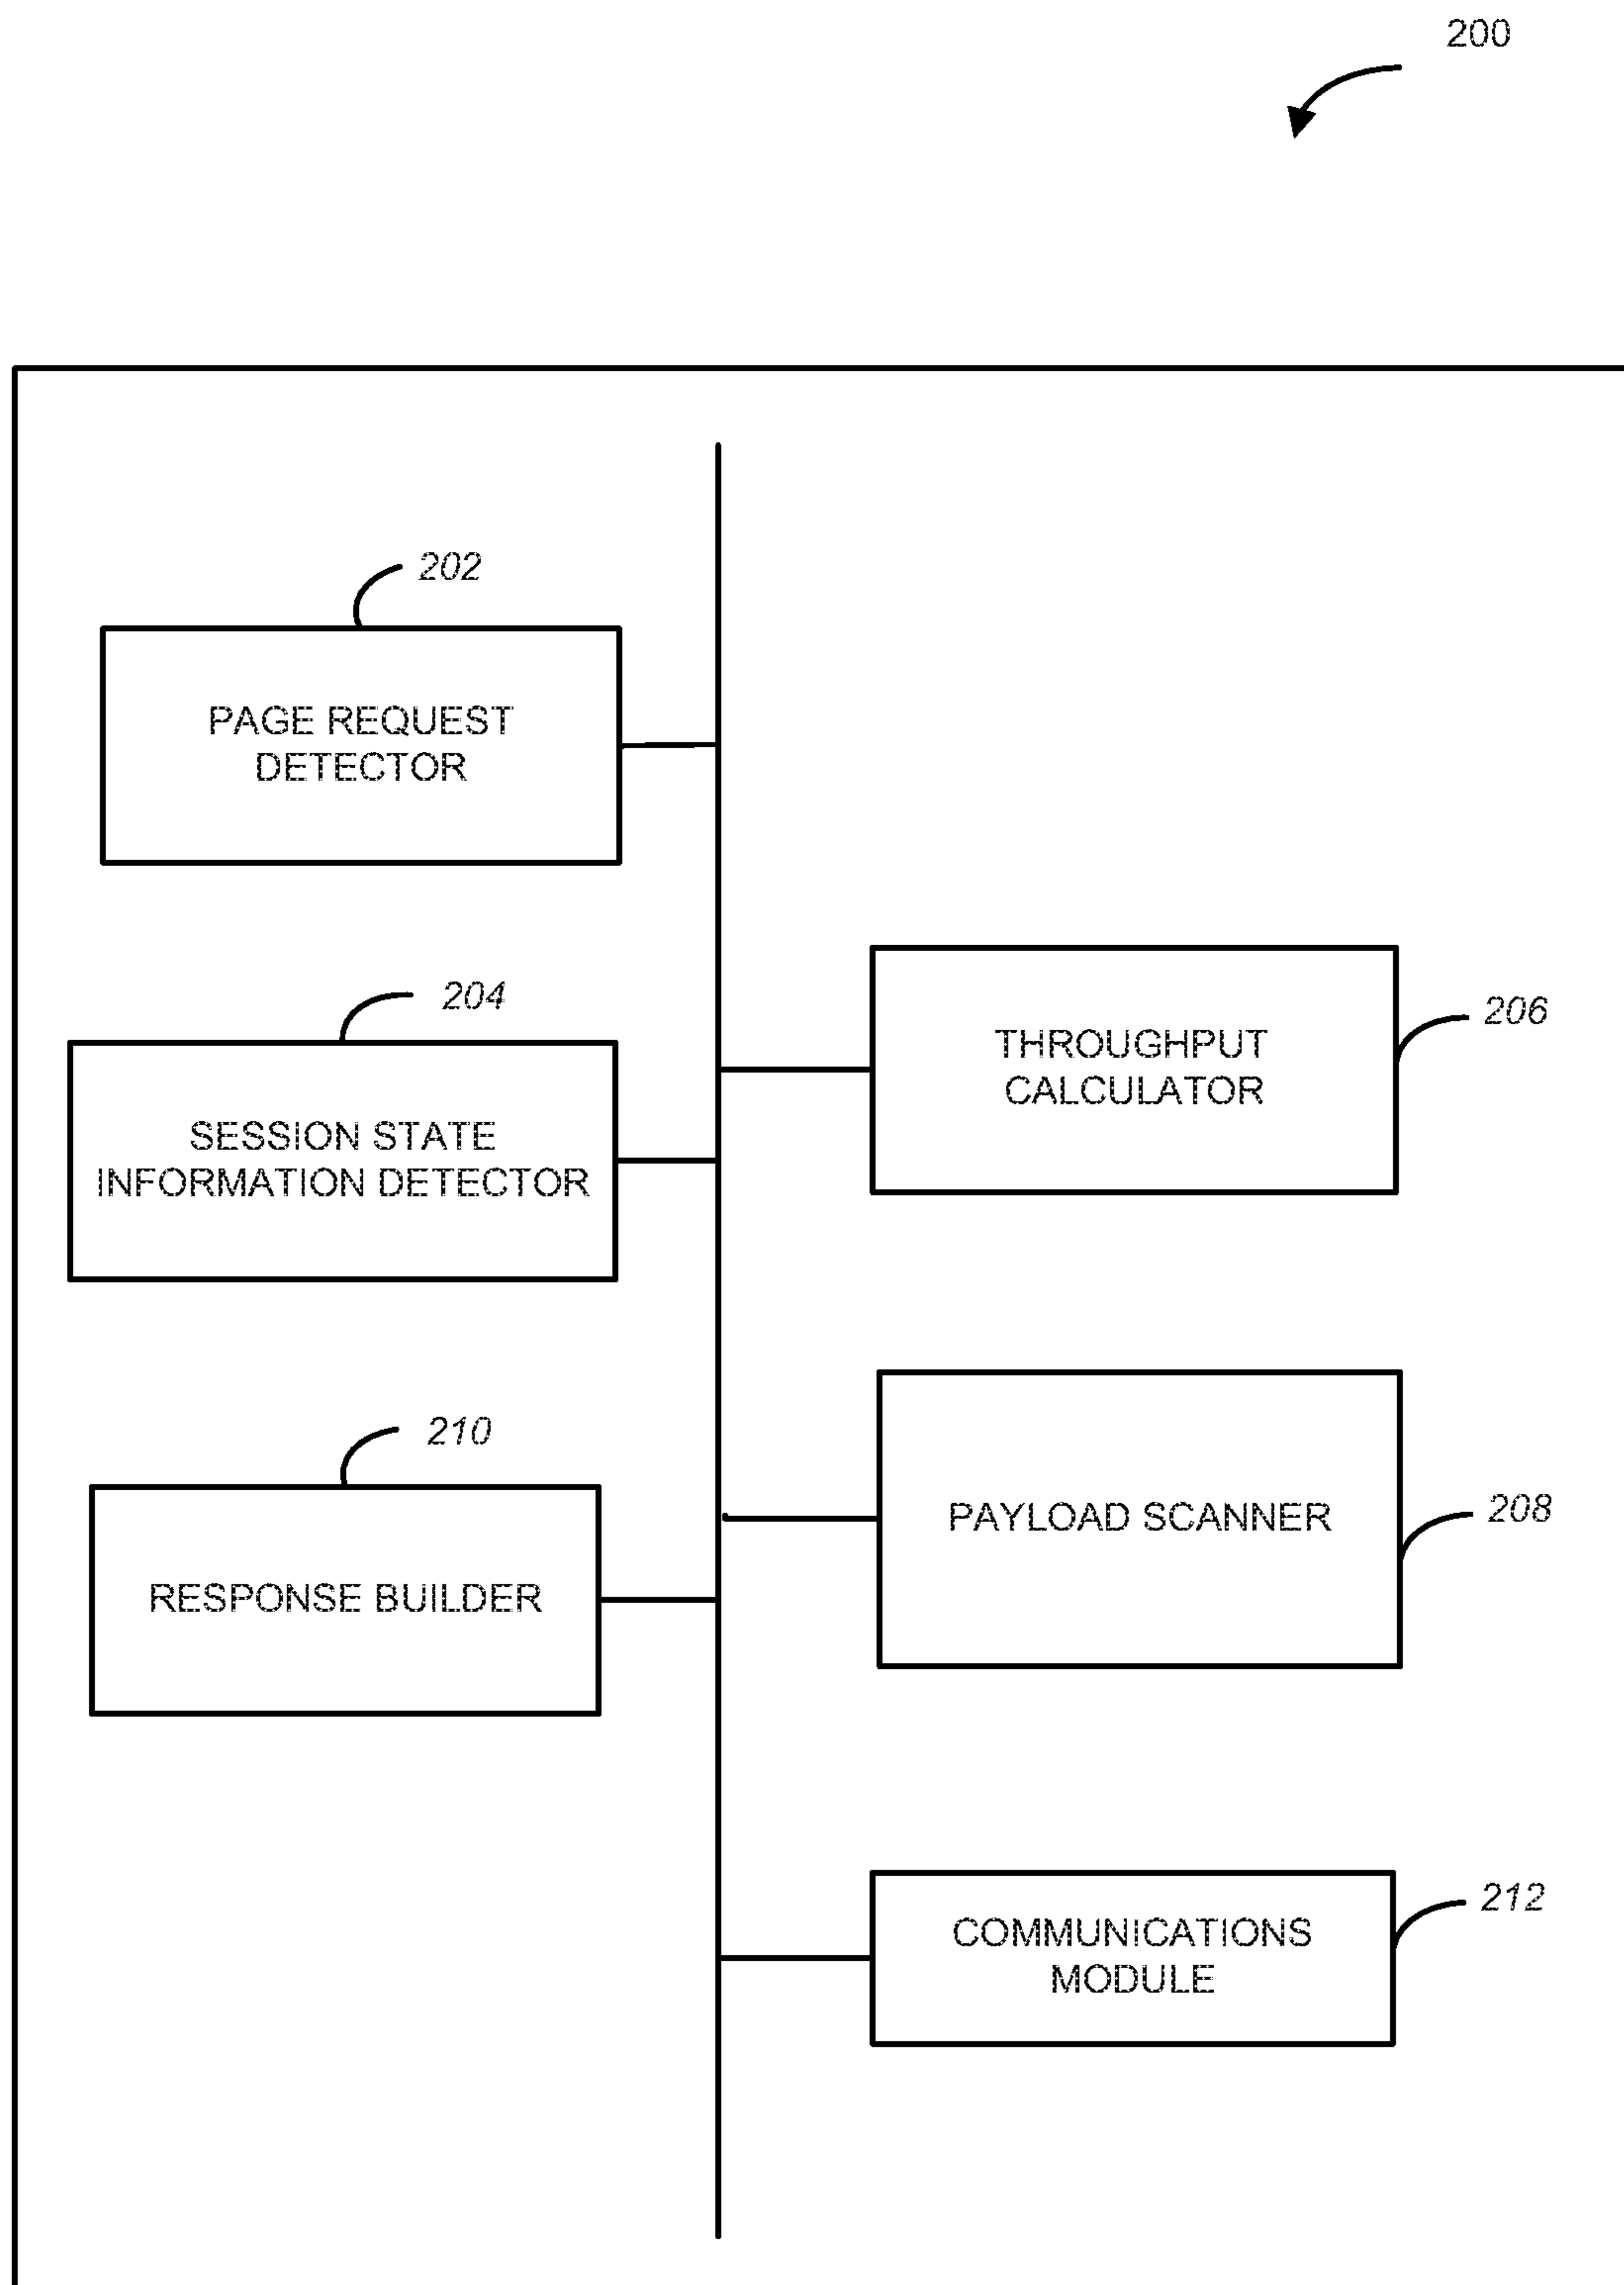 200
202
PAGE REQUEST
DETECTOR
204
SESSION STATE
INFORMATION DETECTOR
206
THROUGHPUT
CALCULATOR
210
RESPONSE BUILDER
208
PAYLOAD SCANNER
212
COMMUNICATIONS
MODULE